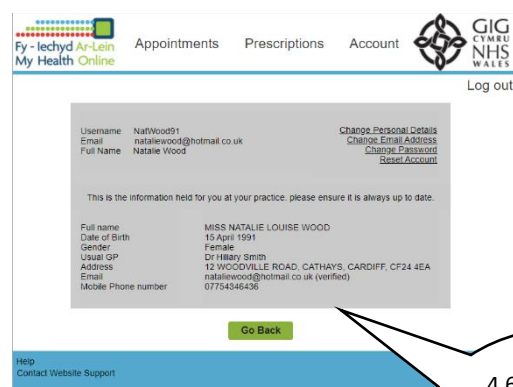 Fy - Iechyd Ar-Lein
My Health Online
Appointments Prescriptions Account
GIG
CYMRU
NHS
WALES
Log out
Username NatWood91
Email nataliewood@hotmail.co.uk
Full Name Natalie Wood
Change Personal Details
Change Email Address
Change Password
Reset Account
This is the information held for you at your practice. please ensure it is always up to date.
Full name MISS NATALIE LOUISE WOOD
Date of Birth 15 April 1991
Gender Female
Usual GP Dr Hillary Smith
Address 12 WOODVILLE ROAD, CATHAYS, CARDIFF, CF24 4EA
Email nataliewood@hotmail.co.uk (verified)
Mobile Phone number 07754346436
Go Back
Help
Contact Website Support